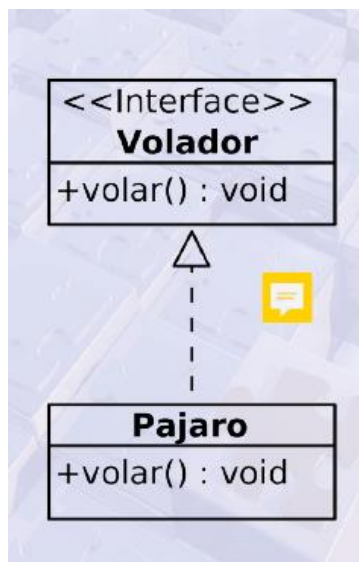 <<Interface>>
Volador
+volar() : void
Pajaro
+volar() : void